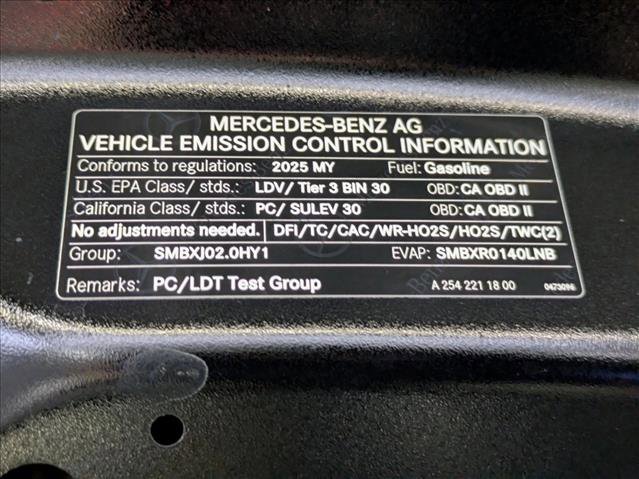 MERCEDES-BENZ AG
VEHICLE EMISSION CONTROL INFORMATION
Conforms to regulations: 2025 MY Fuel: Gasoline
U.S. EPA Class/ stds.: LDV/ Tier 3 BIN 30 OBD: CA OBD II
California Class/ stds.: PC/ SULEV 30 OBD: CA OBD II
No adjustments needed. DFI/TC/CAC/WR-HO2S/HO2S/TWC(2)
Group: SMBXJ02.0HY1 EVAP: SMBXR0140LNB
Remarks: PC/LDT Test Group A 254 221 18 00 0473096